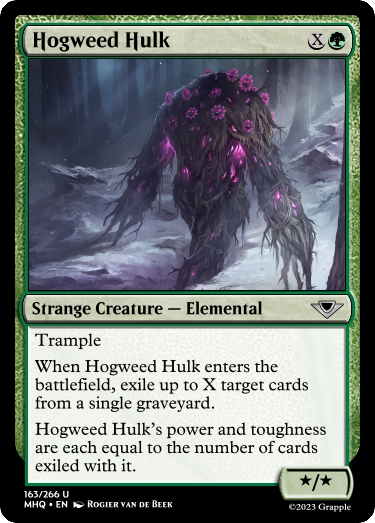 Hogweed Hulk X
Strange Creature — Elemental
Trample
When Hogweed Hulk enters the
battlefield, exile up to X target cards
from a single graveyard.
Hogweed Hulk's power and toughness
are each equal to the number of cards
exiled with it.
★/★
163/266 U
MHQ • EN Rogier van de Beek
©2023 Grapple